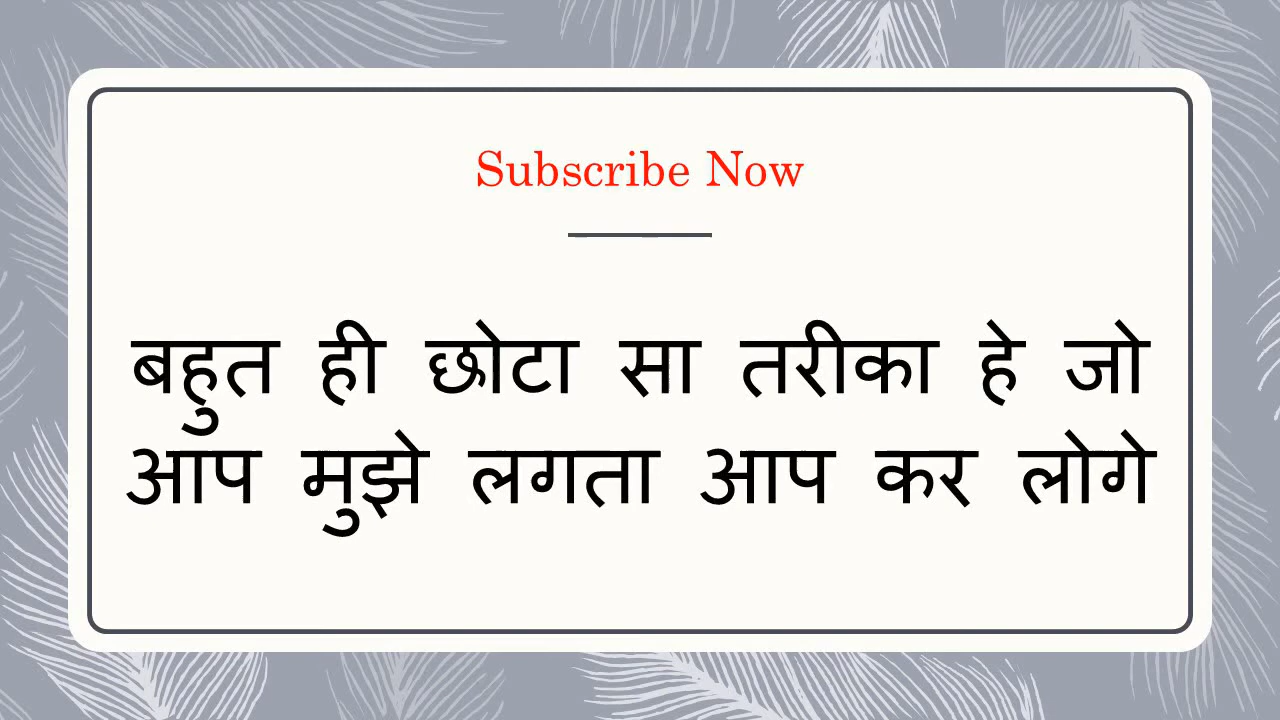 Subscribe Now
बहुत ही छोटा सा तरीका हे जो
आप मुझे लगता आप कर लोगे